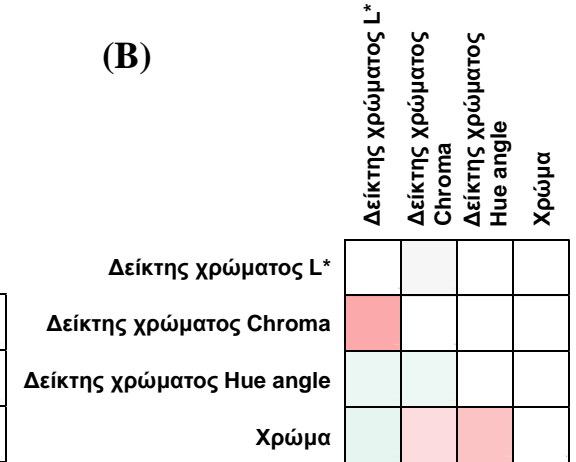 (B)
Δείκτης χρώματος L*
Δείκτης χρώματος
Chroma
Δείκτης χρώματος
Hue angle
Χρώμα
Δείκτης χρώματος L*
Δείκτης χρώματος Chroma
Δείκτης χρώματος Hue angle
Χρώμα